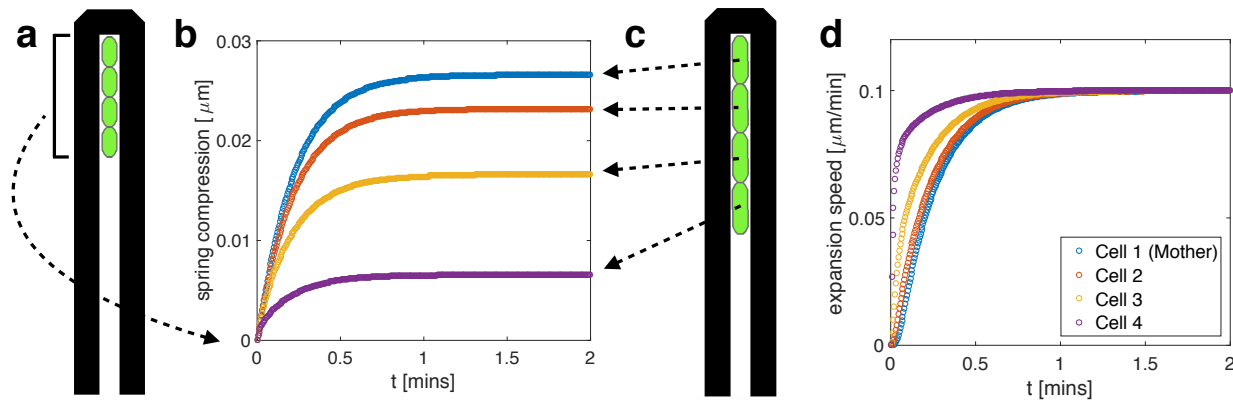 a
b
spring compression [ μm]
0.03
0.02
0.01
0
0
0.5
1
1.5
2
t [mins]
c
d
expansion speed [μm/min]
0.1
0.05
0
0
0.5
1
1.5
2
t [mins]
Cell 1 (Mother)
Cell 2
Cell 3
Cell 4